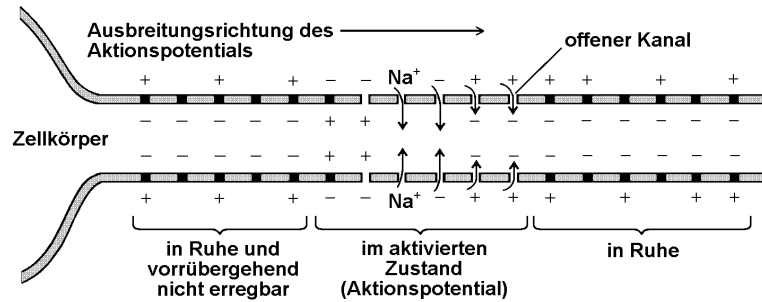 Ausbreitungsrichtung des
Aktionspotentials
offener Kanal
+ + + − − Na⁺ − + + + + + +
Zellkörper
− − − − − + + − − − − − − −
− − − − − + + − − − − − − −
+ + + − − Na⁺ − + + + + + + +
in Ruhe und
vorrübergehend
nicht erregbar
im aktivierten
Zustand
(Aktionspotential)
in Ruhe